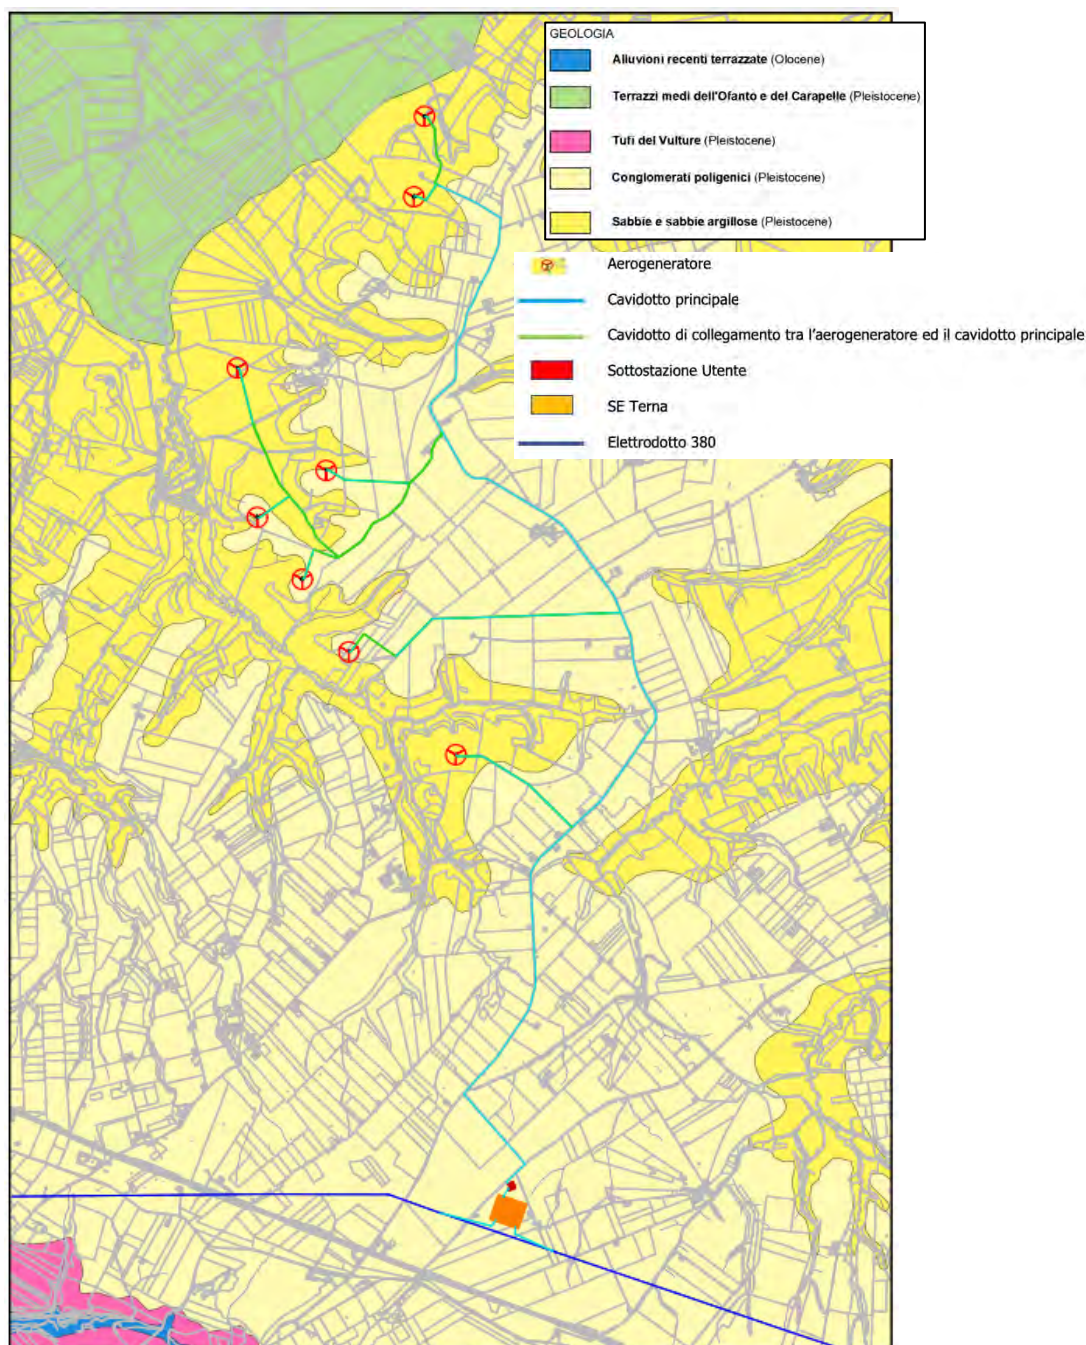 GEOLOGIA
Alluvioni recenti terrazzate (Olocene)
Terrazzi medi dell'Ofanto e del Carapelle (Pleistocene)
Tufi del Vulture (Pleistocene)
Conglomerati poligenici (Pleistocene)
Sabbie e sabbie argillose (Pleistocene)
Aerogeneratore
Cavidotto principale
Cavidotto di collegamento tra l'aerogeneratore ed il cavidotto principale
Sottostazione Utente
SE Terna
Elettrodotto 380